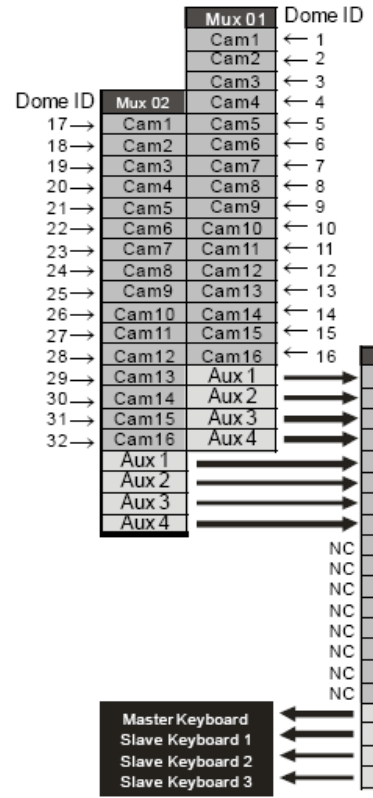 Mux 01 Dome ID
Cam1 ← 1
Cam2 ← 2
Cam3 ← 3
Dome ID Mux 02 Cam4 ← 4
17→ Cam1 Cam5 ← 5
18→ Cam2 Cam6 ← 6
19→ Cam3 Cam7 ← 7
20→ Cam4 Cam8 ← 8
21→ Cam5 Cam9 ← 9
22→ Cam6 Cam10 ← 10
23→ Cam7 Cam11 ← 11
24→ Cam8 Cam12 ← 12
25→ Cam9 Cam13 ← 13
26→ Cam10 Cam14 ← 14
27→ Cam11 Cam15 ← 15
28→ Cam12 Cam16 ← 16
29→ Cam13 Aux 1
30→ Cam14 Aux 2
31→ Cam15 Aux 3
32→ Cam16 Aux 4
Aux 1
Aux 2
Aux 3
Aux 4
NC
NC
NC
NC
NC
NC
NC
NC
Master Keyboard
Slave Keyboard 1
Slave Keyboard 2
Slave Keyboard 3